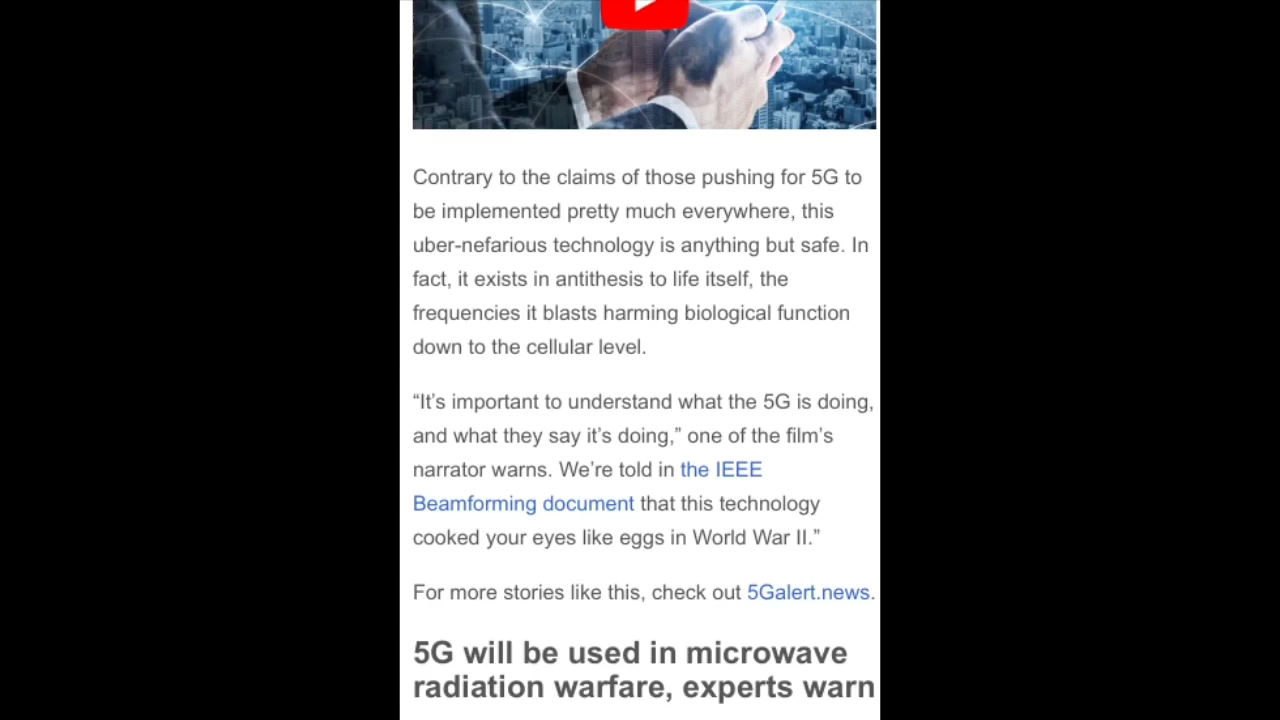 Contrary to the claims of those pushing for 5G to
be implemented pretty much everywhere, this
uber-nefarious technology is anything but safe. In
fact, it exists in antithesis to life itself, the
frequencies it blasts harming biological function
down to the cellular level.
“It’s important to understand what the 5G is doing,
and what they say it’s doing,” one of the film’s
narrator warns. We’re told in the IEEE
Beamforming document that this technology
cooked your eyes like eggs in World War II.”
For more stories like this, check out 5Galert.news.
5G will be used in microwave
radiation warfare, experts warn